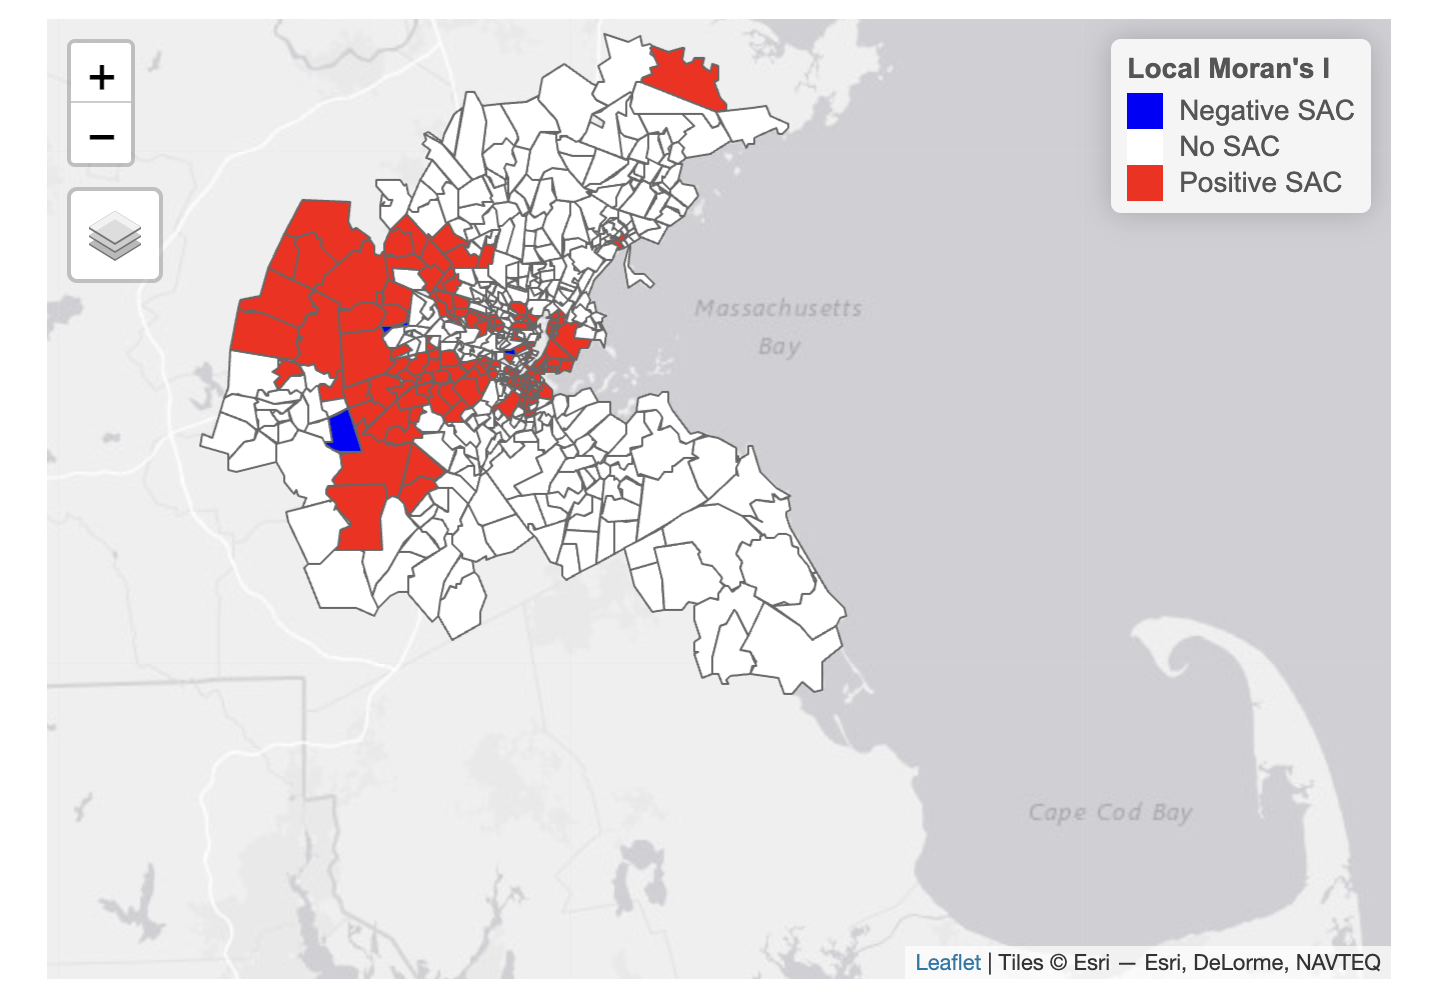 +
−
Local Moran's I
Negative SAC
No SAC
Positive SAC
Massachusetts
Bay
Cape Cod Bay
Leaflet | Tiles © Esri — Esri, DeLorme, NAVTEQ